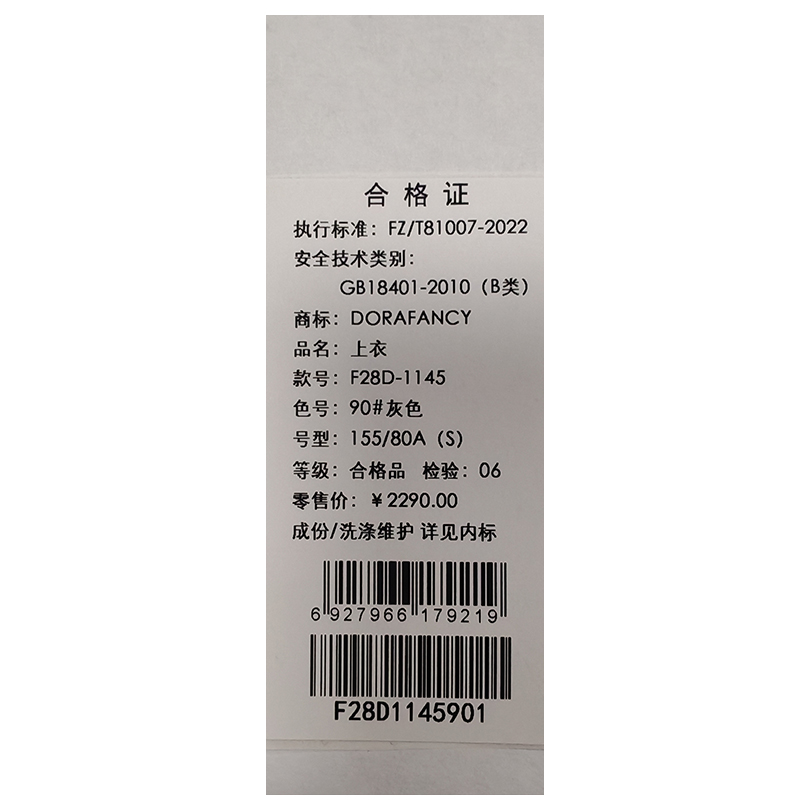 合格证
执行标准：FZ/T81007-2022
安全技术类别：
GB18401-2010（B类）
商标：DORAFANCY
品名：上衣
款号：F28D-1145
色号：90#灰色
号型：155/80A（S）
等级：合格品 检验：06
零售价：¥2290.00
成份/洗涤维护 详见内标
6 927966 179219
F28D1145901